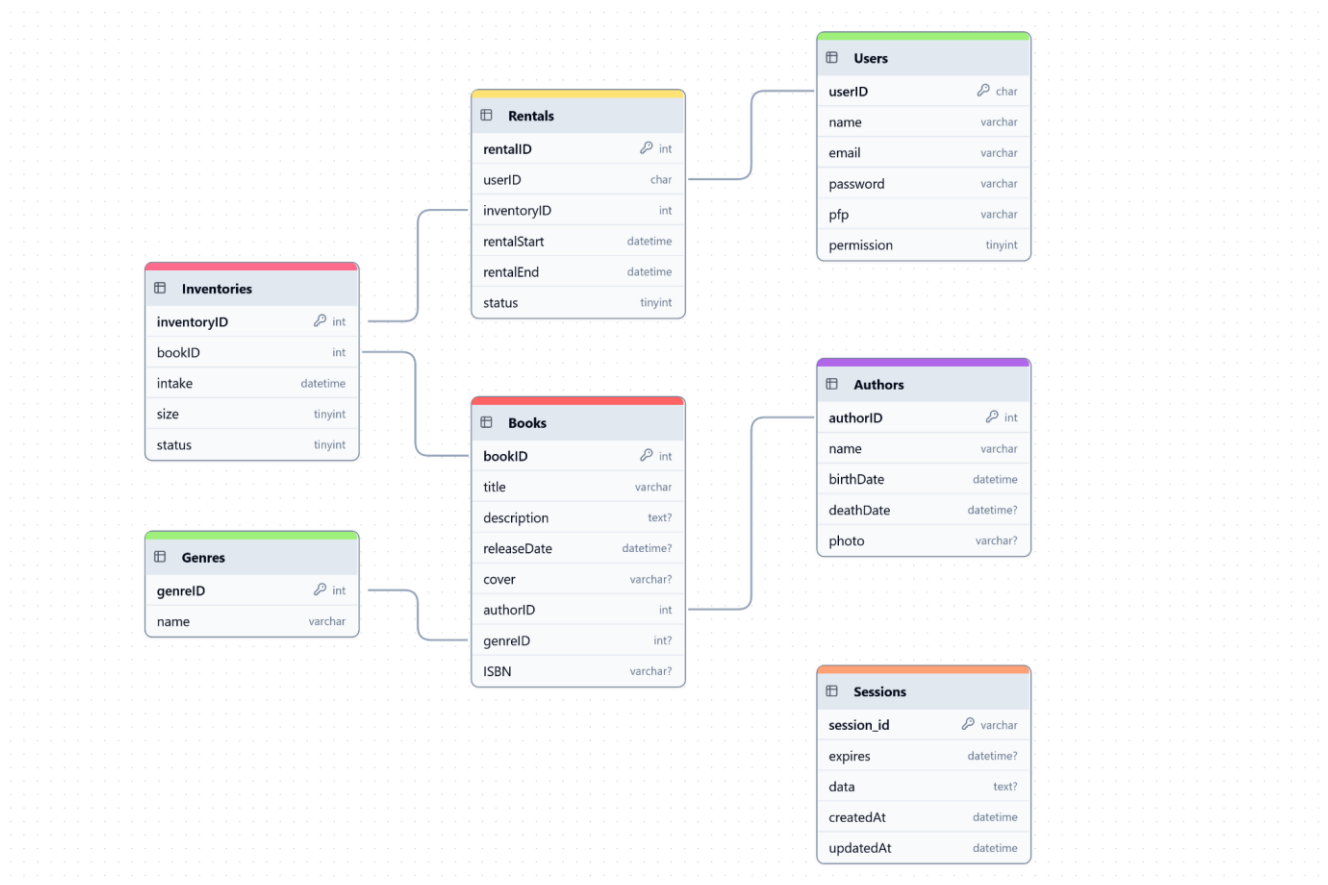 Users
userID char
name varchar
email varchar
password varchar
pfp varchar
permission tinyint
Rentals
rentalID int
userID char
inventoryID int
rentalStart datetime
rentalEnd datetime
status tinyint
Inventories
inventoryID int
bookID int
intake datetime
size tinyint
status tinyint
Authors
authorID int
name varchar
birthDate datetime
deathDate datetime?
photo varchar?
Books
bookID int
title varchar
description text?
releaseDate datetime?
cover varchar?
authorID int
genreID int?
ISBN varchar?
Genres
genreID int
name varchar
Sessions
session_id varchar
expires datetime?
data text?
createdAt datetime
updatedAt datetime